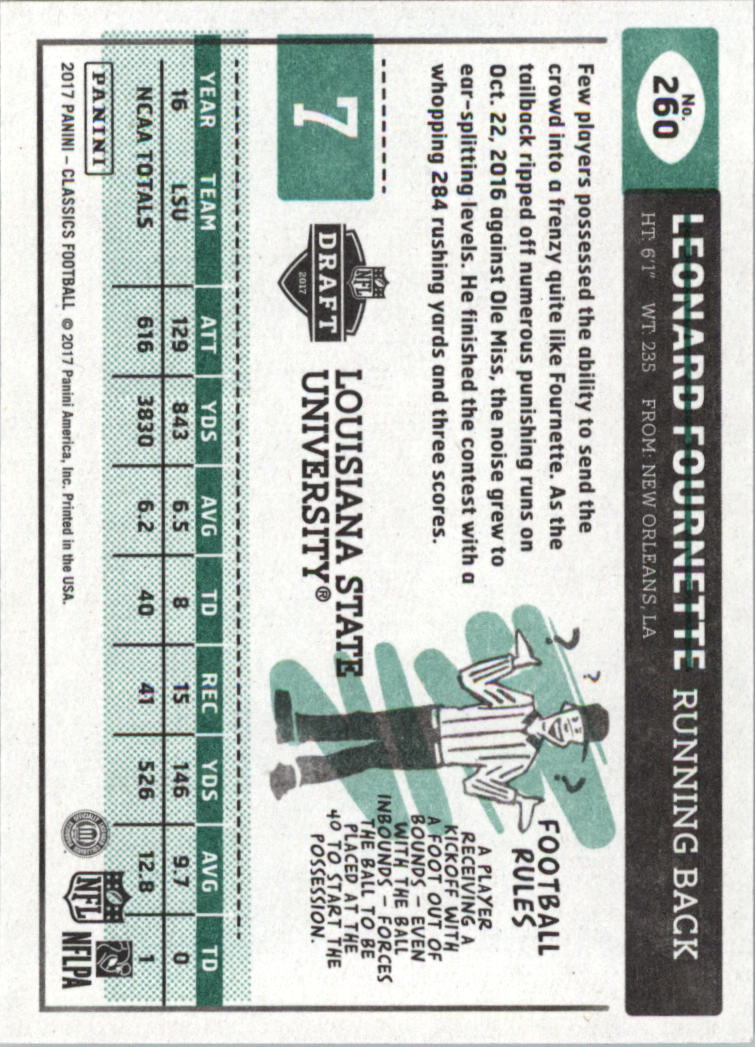 No.
260
LEONARD FOURNETTE RUNNING BACK
HT: 6'1" WT: 235 FROM: NEW ORLEANS, LA
Few players possessed the ability to send the
crowd into a frenzy quite like Fournette. As the
tailback ripped off numerous punishing runs on
Oct. 22, 2016 against Ole Miss, the noise grew to
ear-splitting levels. He finished the contest with a
whopping 284 rushing yards and three scores.
? ? ?
FOOTBALL
RULES
A PLAYER
RECEIVING A
KICKOFF WITH
A FOOT OUT OF
BOUNDS – EVEN
WITH THE BALL
INBOUNDS – FORCES
THE BALL TO BE
PLACED AT THE
40 TO START THE
POSSESSION.
7
NFL
DRAFT
2017
LOUISIANA STATE
UNIVERSITY®
YEAR TEAM ATT YDS AVG TD REC YDS AVG TD
16 LSU 129 843 6.5 8 15 146 9.7 0
NCAA TOTALS 616 3830 6.2 40 41 526 12.8 1
PANINI
2017 PANINI – CLASSICS FOOTBALL © 2017 Panini America, Inc. Printed in the USA.
NFL
NFLPA